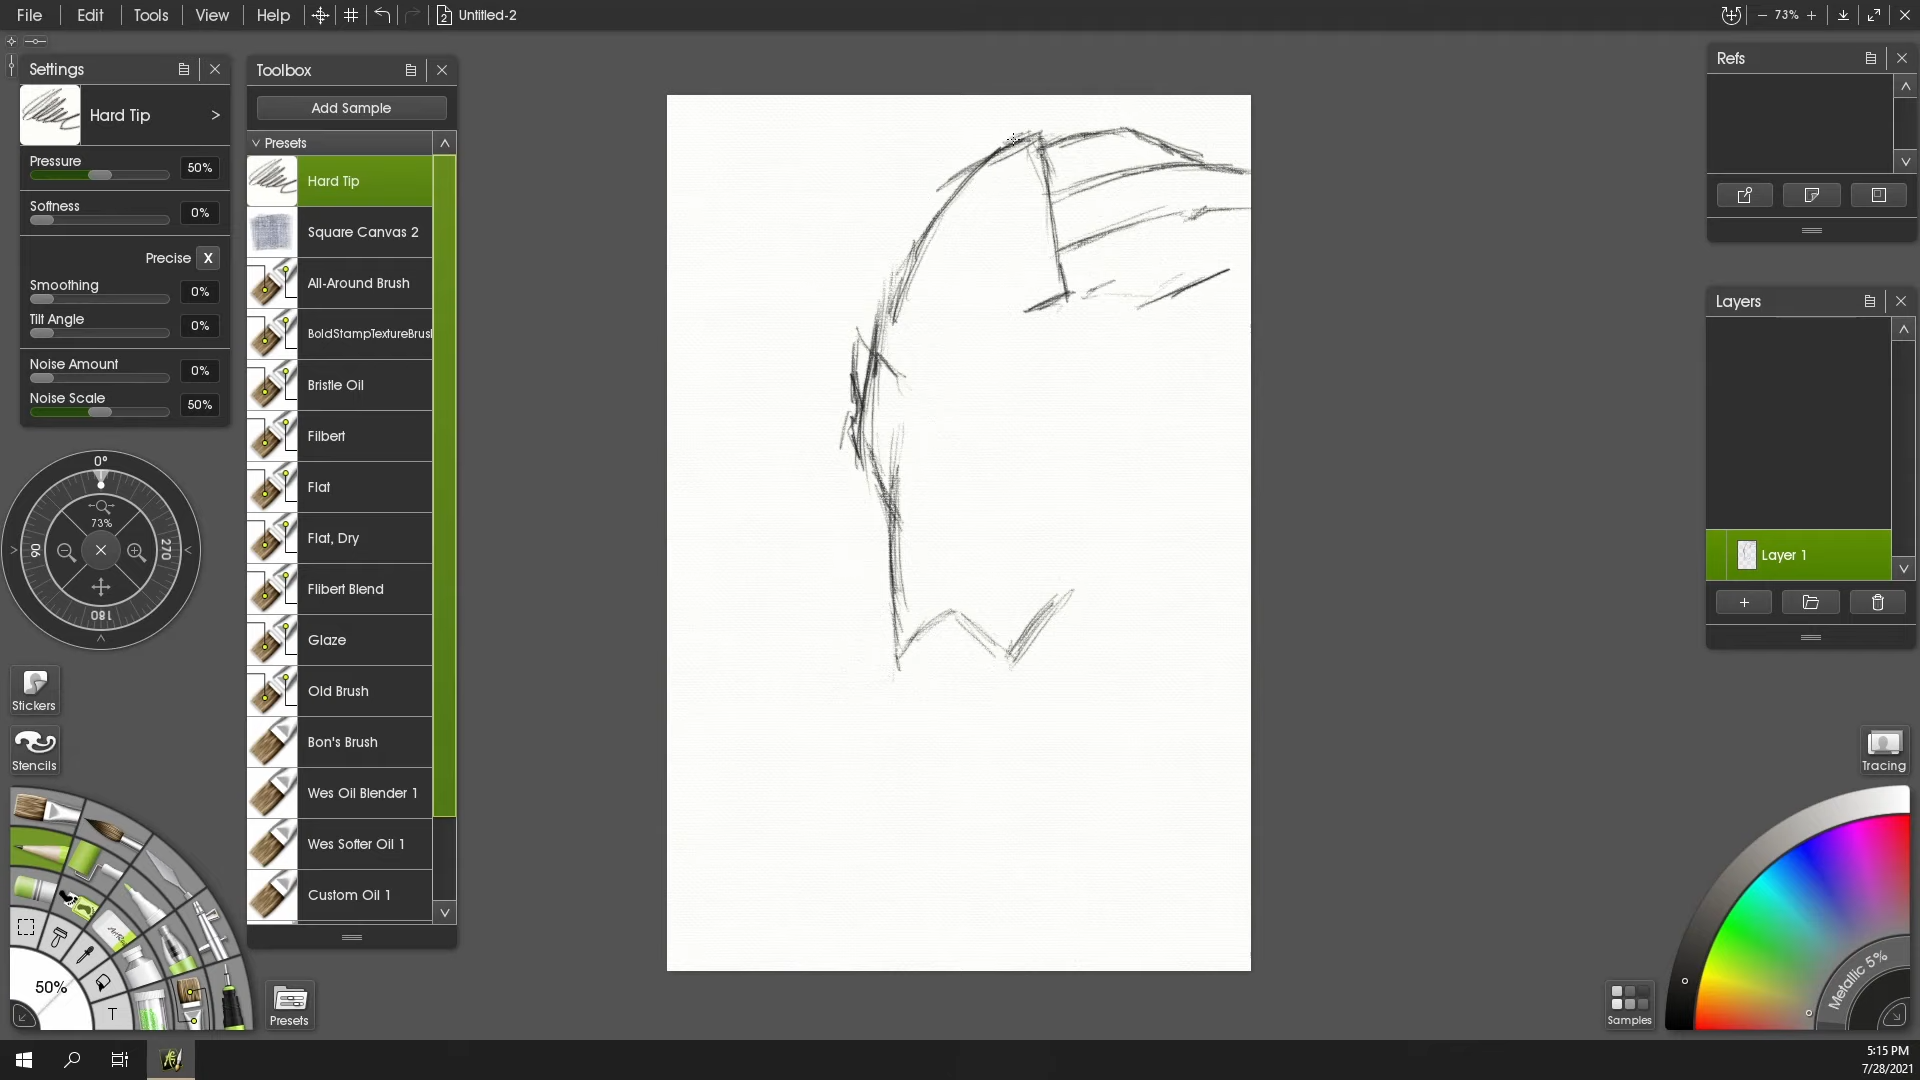 File Edit Tools View Help 2 Untitled-2 73%
Settings
Hard Tip >
Pressure 50%
Softness 0%
Precise X
Smoothing 0%
Tilt Angle 0%
Noise Amount 0%
Noise Scale 50%
0°
73%
90
270
180
Stickers
Stencils
50%
T
Presets
Toolbox
Add Sample
Presets
Hard Tip
Square Canvas 2
All-Around Brush
BoldStampTextureBrush
Bristle Oil
Filbert
Flat
Flat, Dry
Flibert Blend
Glaze
Old Brush
Bon's Brush
Wes Oil Blender 1
Wes Softer Oil 1
Custom Oil 1
Refs
Layers
Layer 1
Tracing
Metallic 5%
Samples
5:15 PM
7/28/2021